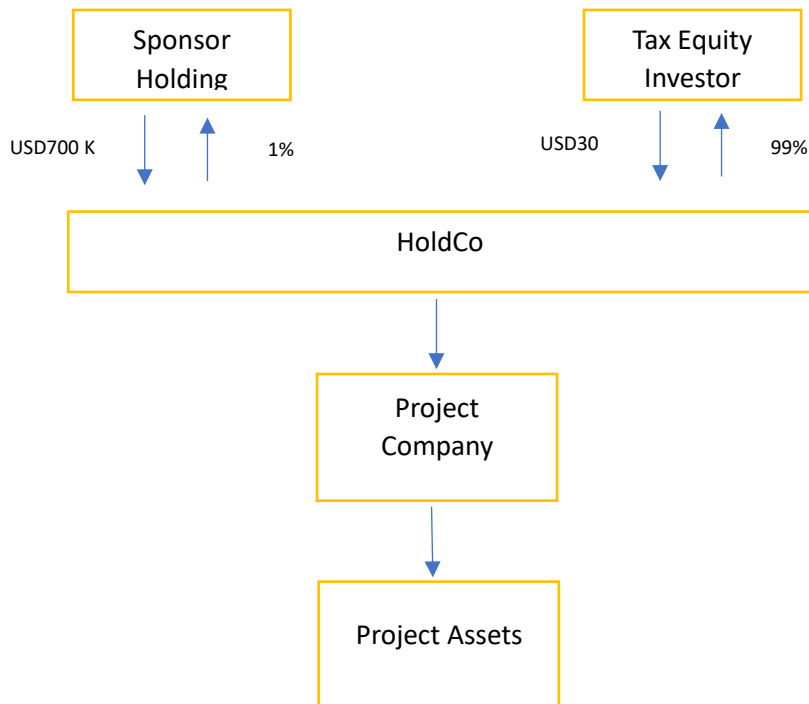 Sponsor
Holding
Tax Equity
Investor
USD700 K
1%
USD30
99%
HoldCo
Project
Company
Project Assets